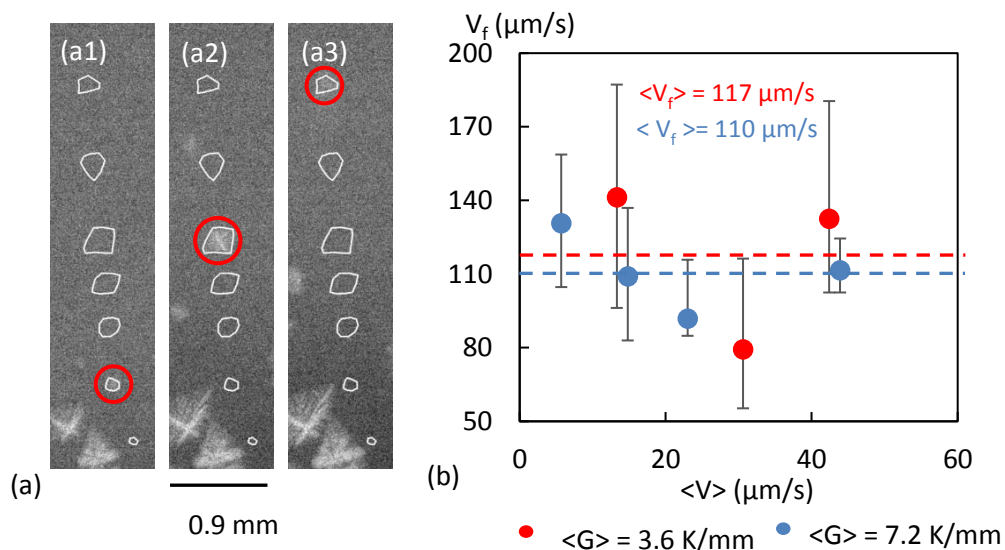 (a1)
(a2)
(a3)
(a)
0.9 mm
V_f (µm/s)
200
170
140
110
80
50
<V_f> = 117 µm/s
< V_f >= 110 µm/s
0
20
40
60
(b)
<V> (µm/s)
<G> = 3.6 K/mm
<G> = 7.2 K/mm